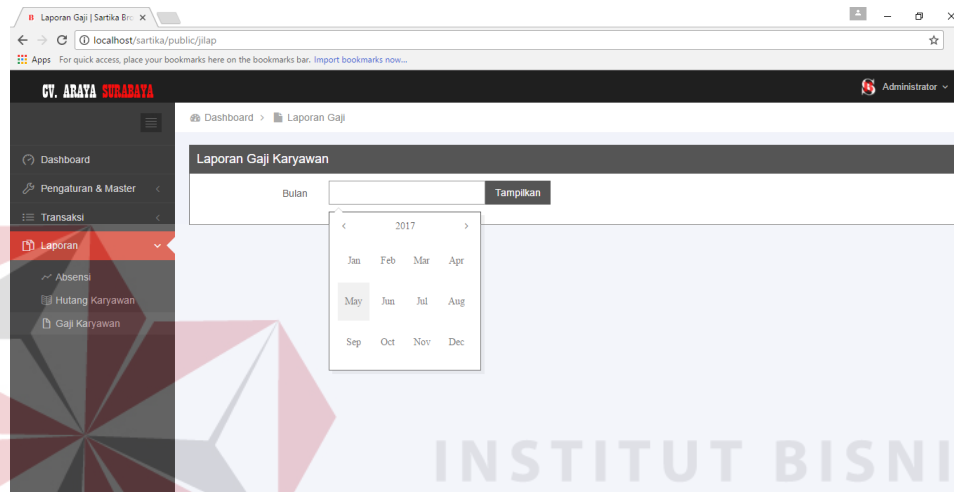 Laporan Gaji | Sartika Bro
localhost/sartika/public/jilap
Apps For quick access, place your bookmarks here on the bookmarks bar. Import bookmarks now...
CV. ARAYA SURABAYA
Administrator
Dashboard > Laporan Gaji
Dashboard
Pengaturan & Master
Transaksi
Laporan
Absensi
Hutang Karyawan
Gaji Karyawan
Laporan Gaji Karyawan
Bulan Tampilkan
2017
Jan Feb Mar Apr
May Jun Jul Aug
Sep Oct Nov Dec
INSTITUT BISNI